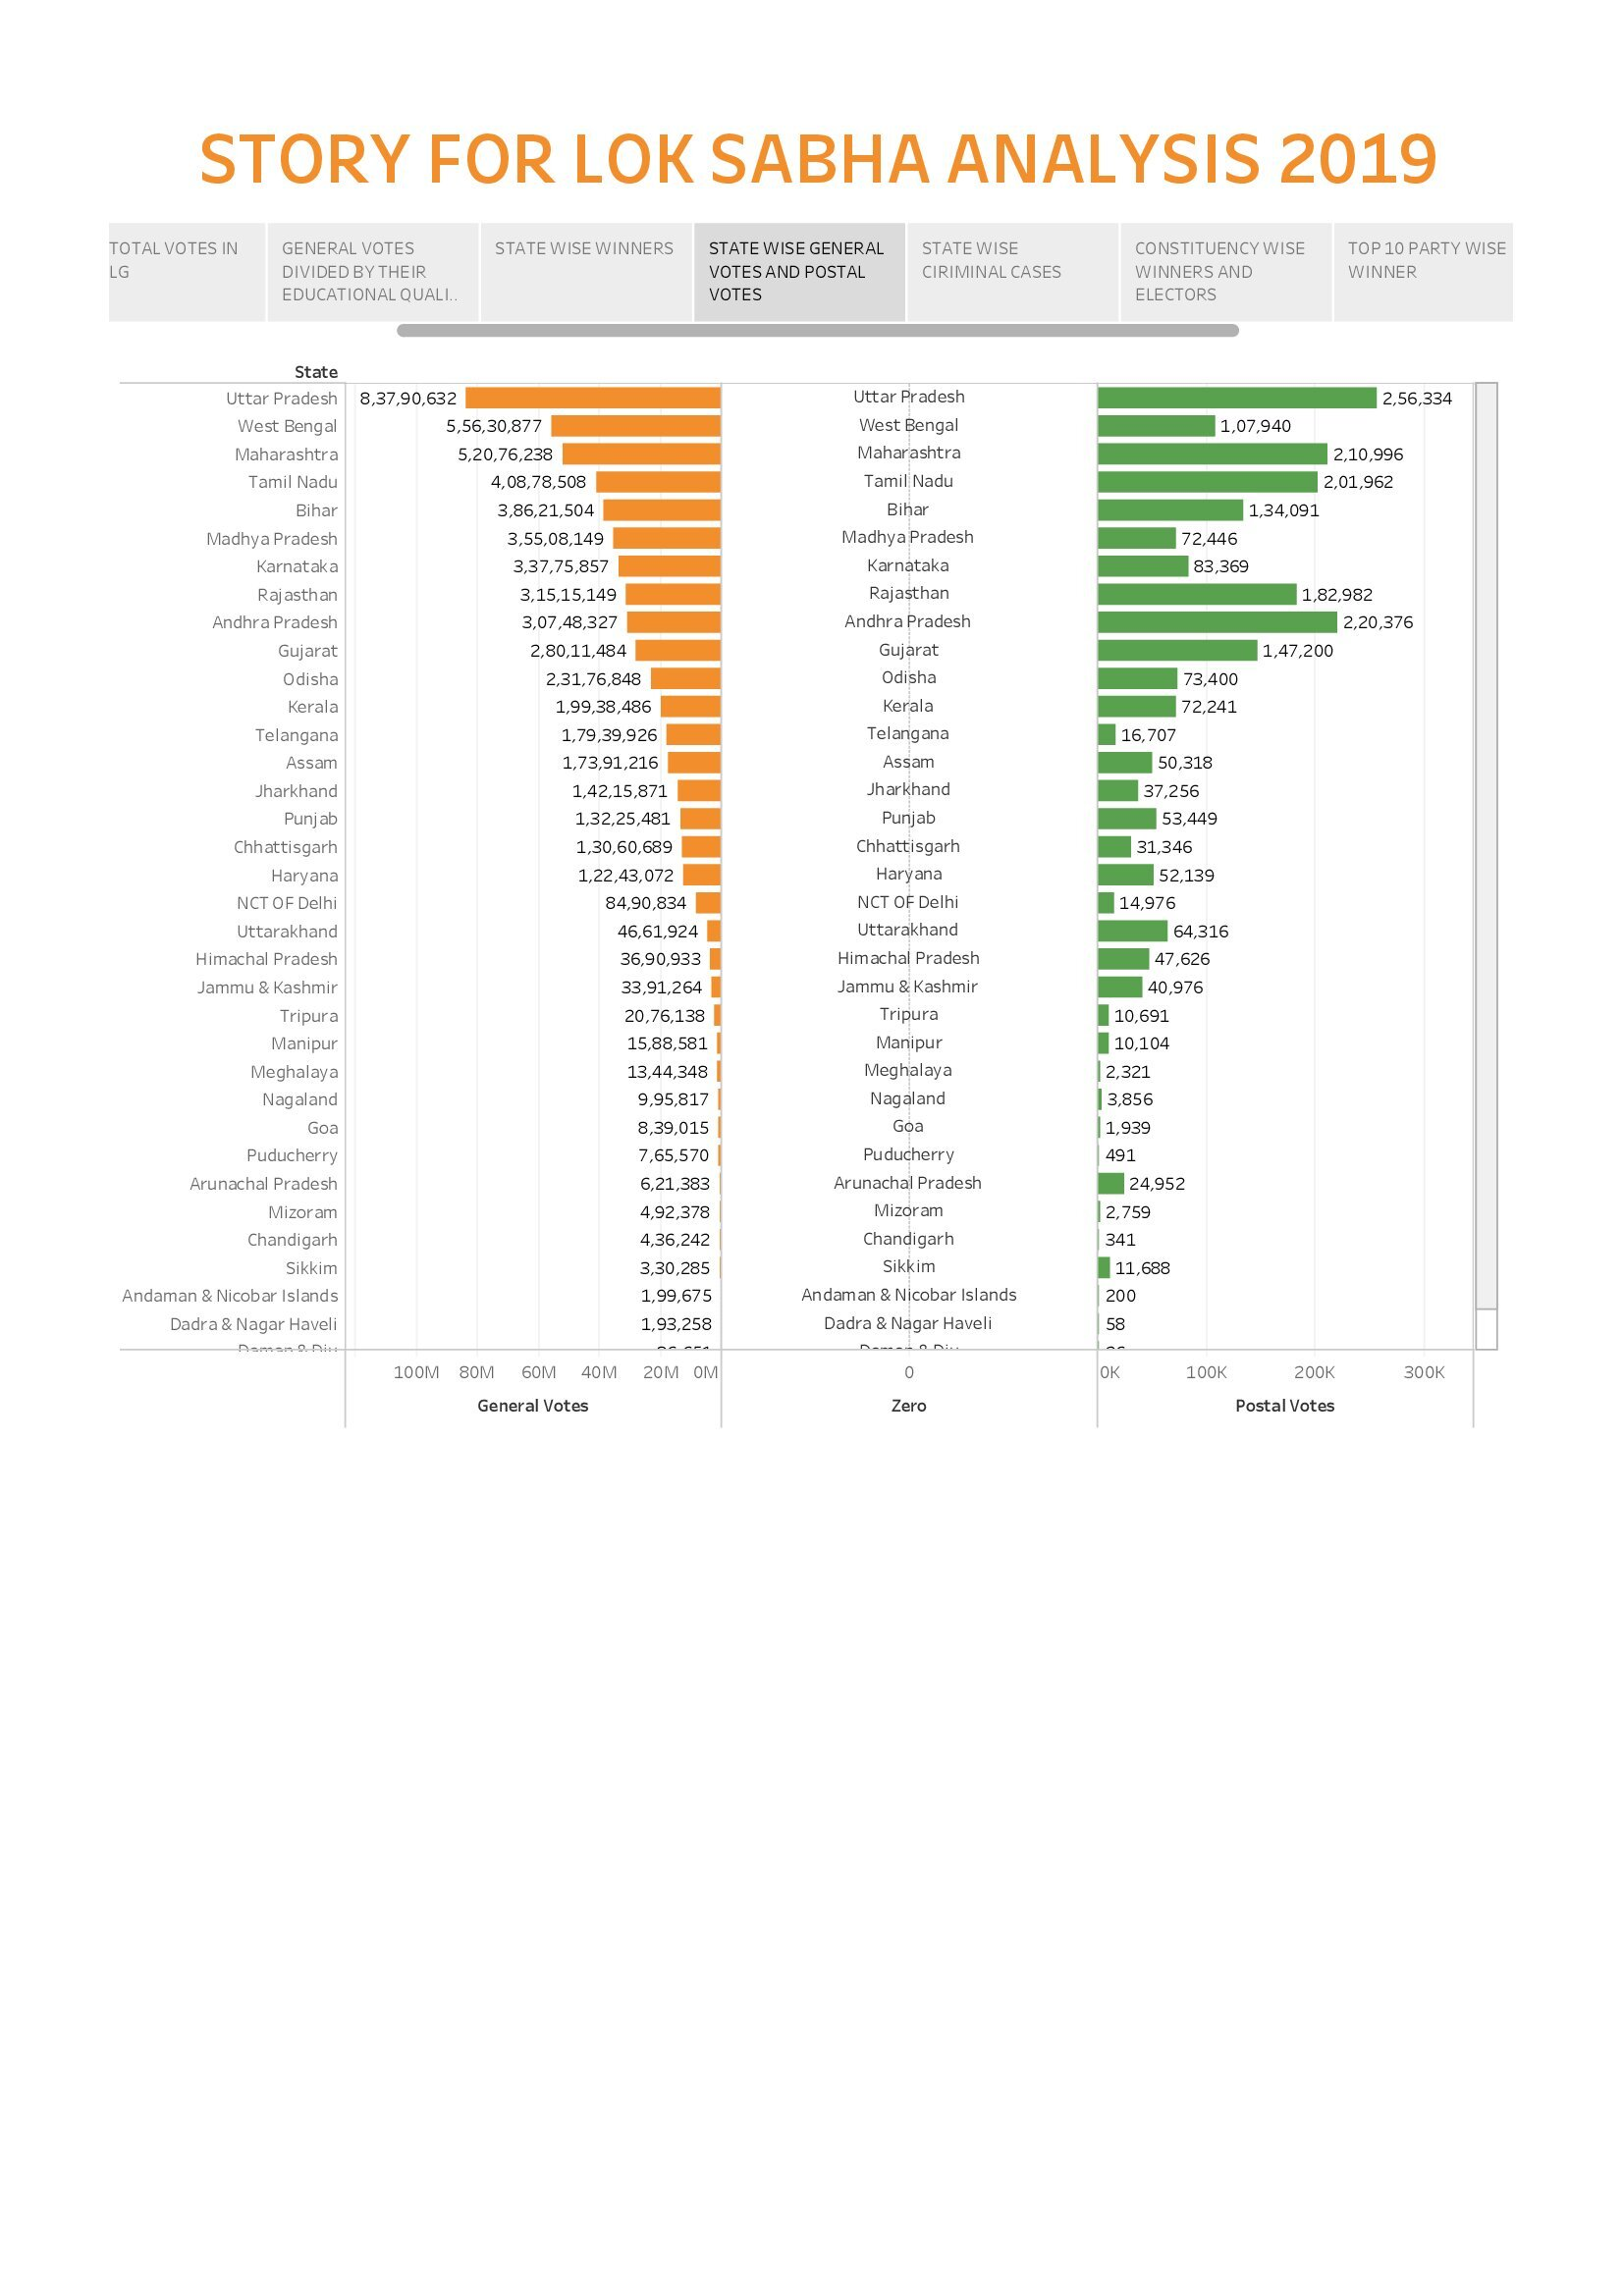 STORY FOR LOK SABHA ANALYSIS 2019
TOTAL VOTES IN
LG
GENERAL VOTES
DIVIDED BY THEIR
EDUCATIONAL QUALI..
STATE WISE WINNERS
STATE WISE GENERAL
VOTES AND POSTAL
VOTES
STATE WISE
CIRIMINAL CASES
CONSTITUENCY WISE
WINNERS AND
ELECTORS
TOP 10 PARTY WISE
WINNER
State
Uttar Pradesh 8,37,90,632 Uttar Pradesh 2,56,334
West Bengal 5,56,30,877 West Bengal 1,07,940
Maharashtra 5,20,76,238 Maharashtra 2,10,996
Tamil Nadu 4,08,78,508 Tamil Nadu 2,01,962
Bihar 3,86,21,504 Bihar 1,34,091
Madhya Pradesh 3,55,08,149 Madhya Pradesh 72,446
Karnataka 3,37,75,857 Karnataka 83,369
Rajasthan 3,15,15,149 Rajasthan 1,82,982
Andhra Pradesh 3,07,48,327 Andhra Pradesh 2,20,376
Gujarat 2,80,11,484 Gujarat 1,47,200
Odisha 2,31,76,848 Odisha 73,400
Kerala 1,99,38,486 Kerala 72,241
Telangana 1,79,39,926 Telangana 16,707
Assam 1,73,91,216 Assam 50,318
Jharkhand 1,42,15,871 Jharkhand 37,256
Punjab 1,32,25,481 Punjab 53,449
Chhattisgarh 1,30,60,689 Chhattisgarh 31,346
Haryana 1,22,43,072 Haryana 52,139
NCT OF Delhi 84,90,834 NCT OF Delhi 14,976
Uttarakhand 46,61,924 Uttarakhand 64,316
Himachal Pradesh 36,90,933 Himachal Pradesh 47,626
Jammu & Kashmir 33,91,264 Jammu & Kashmir 40,976
Tripura 20,76,138 Tripura 10,691
Manipur 15,88,581 Manipur 10,104
Meghalaya 13,44,348 Meghalaya 2,321
Nagaland 9,95,817 Nagaland 3,856
Goa 8,39,015 Goa 1,939
Puducherry 7,65,570 Puducherry 491
Arunachal Pradesh 6,21,383 Arunachal Pradesh 24,952
Mizoram 4,92,378 Mizoram 2,759
Chandigarh 4,36,242 Chandigarh 341
Sikkim 3,30,285 Sikkim 11,688
Andaman & Nicobar Islands 1,99,675 Andaman & Nicobar Islands 200
Dadra & Nagar Haveli 1,93,258 Dadra & Nagar Haveli 58
Daman & Diu Daman & Diu
100M 80M 60M 40M 20M 0M 0 0K 100K 200K 300K
General Votes Zero Postal Votes